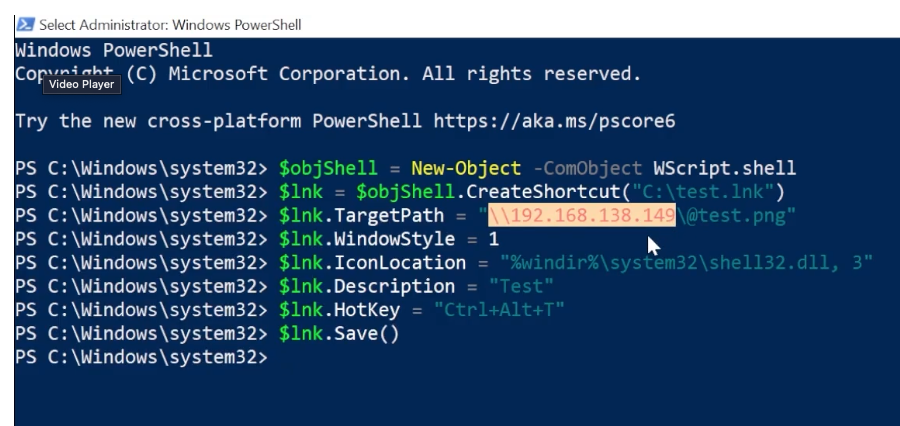 Select Administrator: Windows PowerShell
Windows PowerShell
Copyright (C) Microsoft Corporation. All rights reserved.
Video Player
Try the new cross-platform PowerShell https://aka.ms/pscore6
PS C:\Windows\system32> $objShell = New-Object -ComObject WScript.shell
PS C:\Windows\system32> $lnk = $objShell.CreateShortcut("C:\test.lnk")
PS C:\Windows\system32> $lnk.TargetPath = "\\192.168.138.149\@test.png"
PS C:\Windows\system32> $lnk.WindowStyle = 1
PS C:\Windows\system32> $lnk.IconLocation = "%windir%\system32\shell32.dll, 3"
PS C:\Windows\system32> $lnk.Description = "Test"
PS C:\Windows\system32> $lnk.HotKey = "Ctrl+Alt+T"
PS C:\Windows\system32> $lnk.Save()
PS C:\Windows\system32>